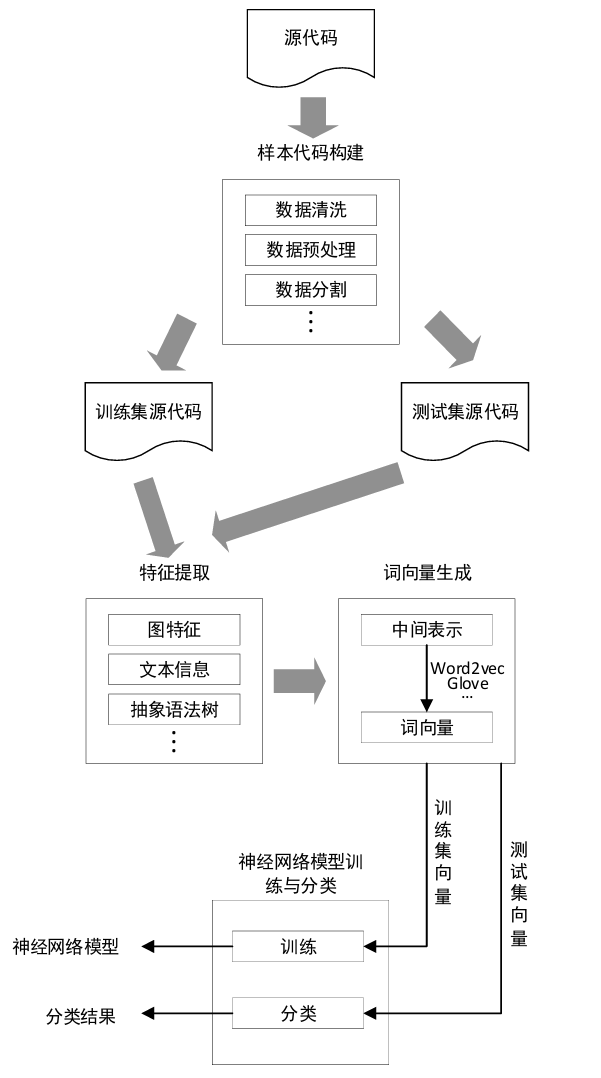 源代码
样本代码构建
数据清洗
数据预处理
数据分割
⋮
训练集源代码
测试集源代码
特征提取
图特征
文本信息
抽象语法树
⋮
词向量生成
中间表示
Word2vec
Glove
...
词向量
训练集向量
测试集向量
神经网络模型训
练与分类
训练
分类
神经网络模型
分类结果